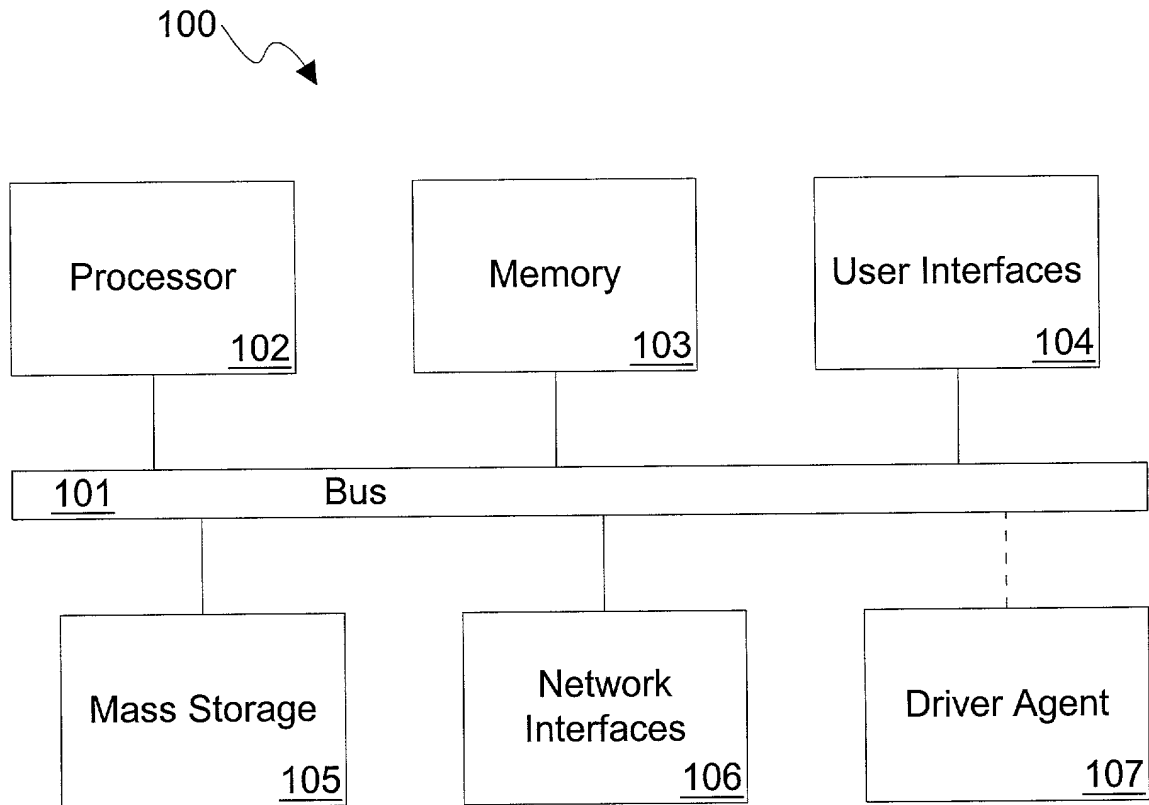 100
Processor
102
Memory
103
User Interfaces
104
101
Bus
Mass Storage
105
Network
Interfaces
106
Driver Agent
107